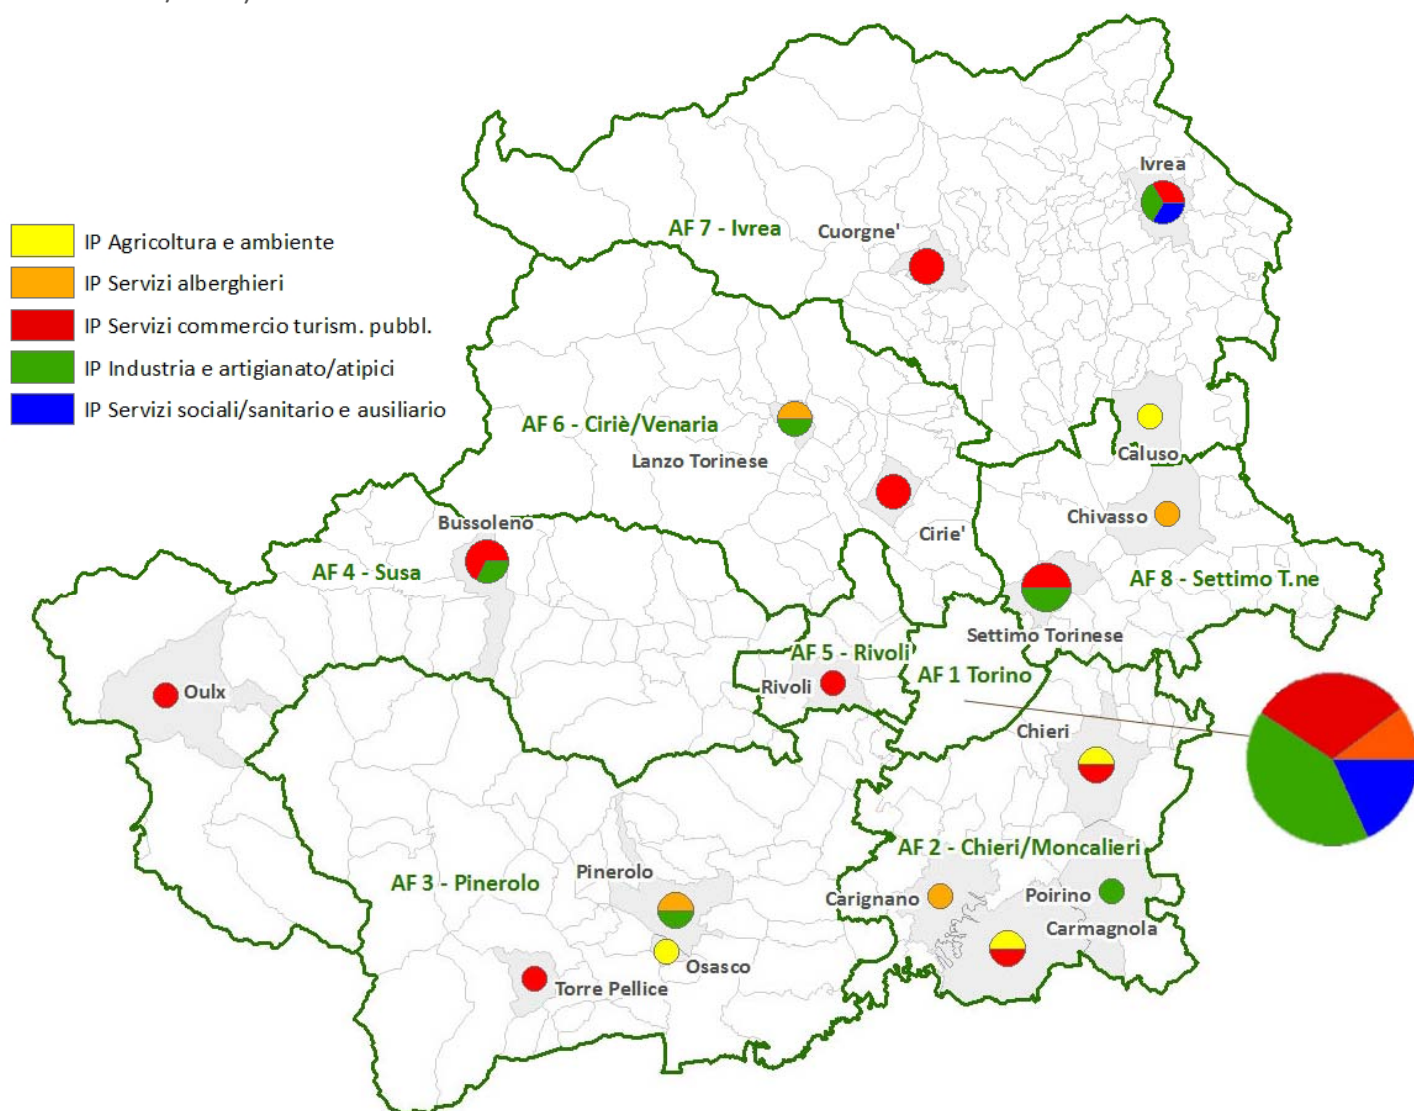 IP Agricoltura e ambiente
IP Servizi alberghieri
IP Servizi commercio turism. pubbl.
IP Industria e artigianato/atipici
IP Servizi sociali/sanitario e ausiliario
Ivrea
AF 7 - Ivrea
Cuorgne'
AF 6 - Ciriè/Venaria
Lanzo Torinese
Caluso
Chivasso
Cirie'
Bussoleno
AF 4 - Susa
AF 8 - Settimo T.ne
Settimo Torinese
AF 5 - Rivoli
AF 1 Torino
Rivoli
Oulx
Chieri
AF 2 - Chieri/Moncalieri
Pinerolo
AF 3 - Pinerolo
Carignano
Poirino
Carmagnola
Osasco
Torre Pellice